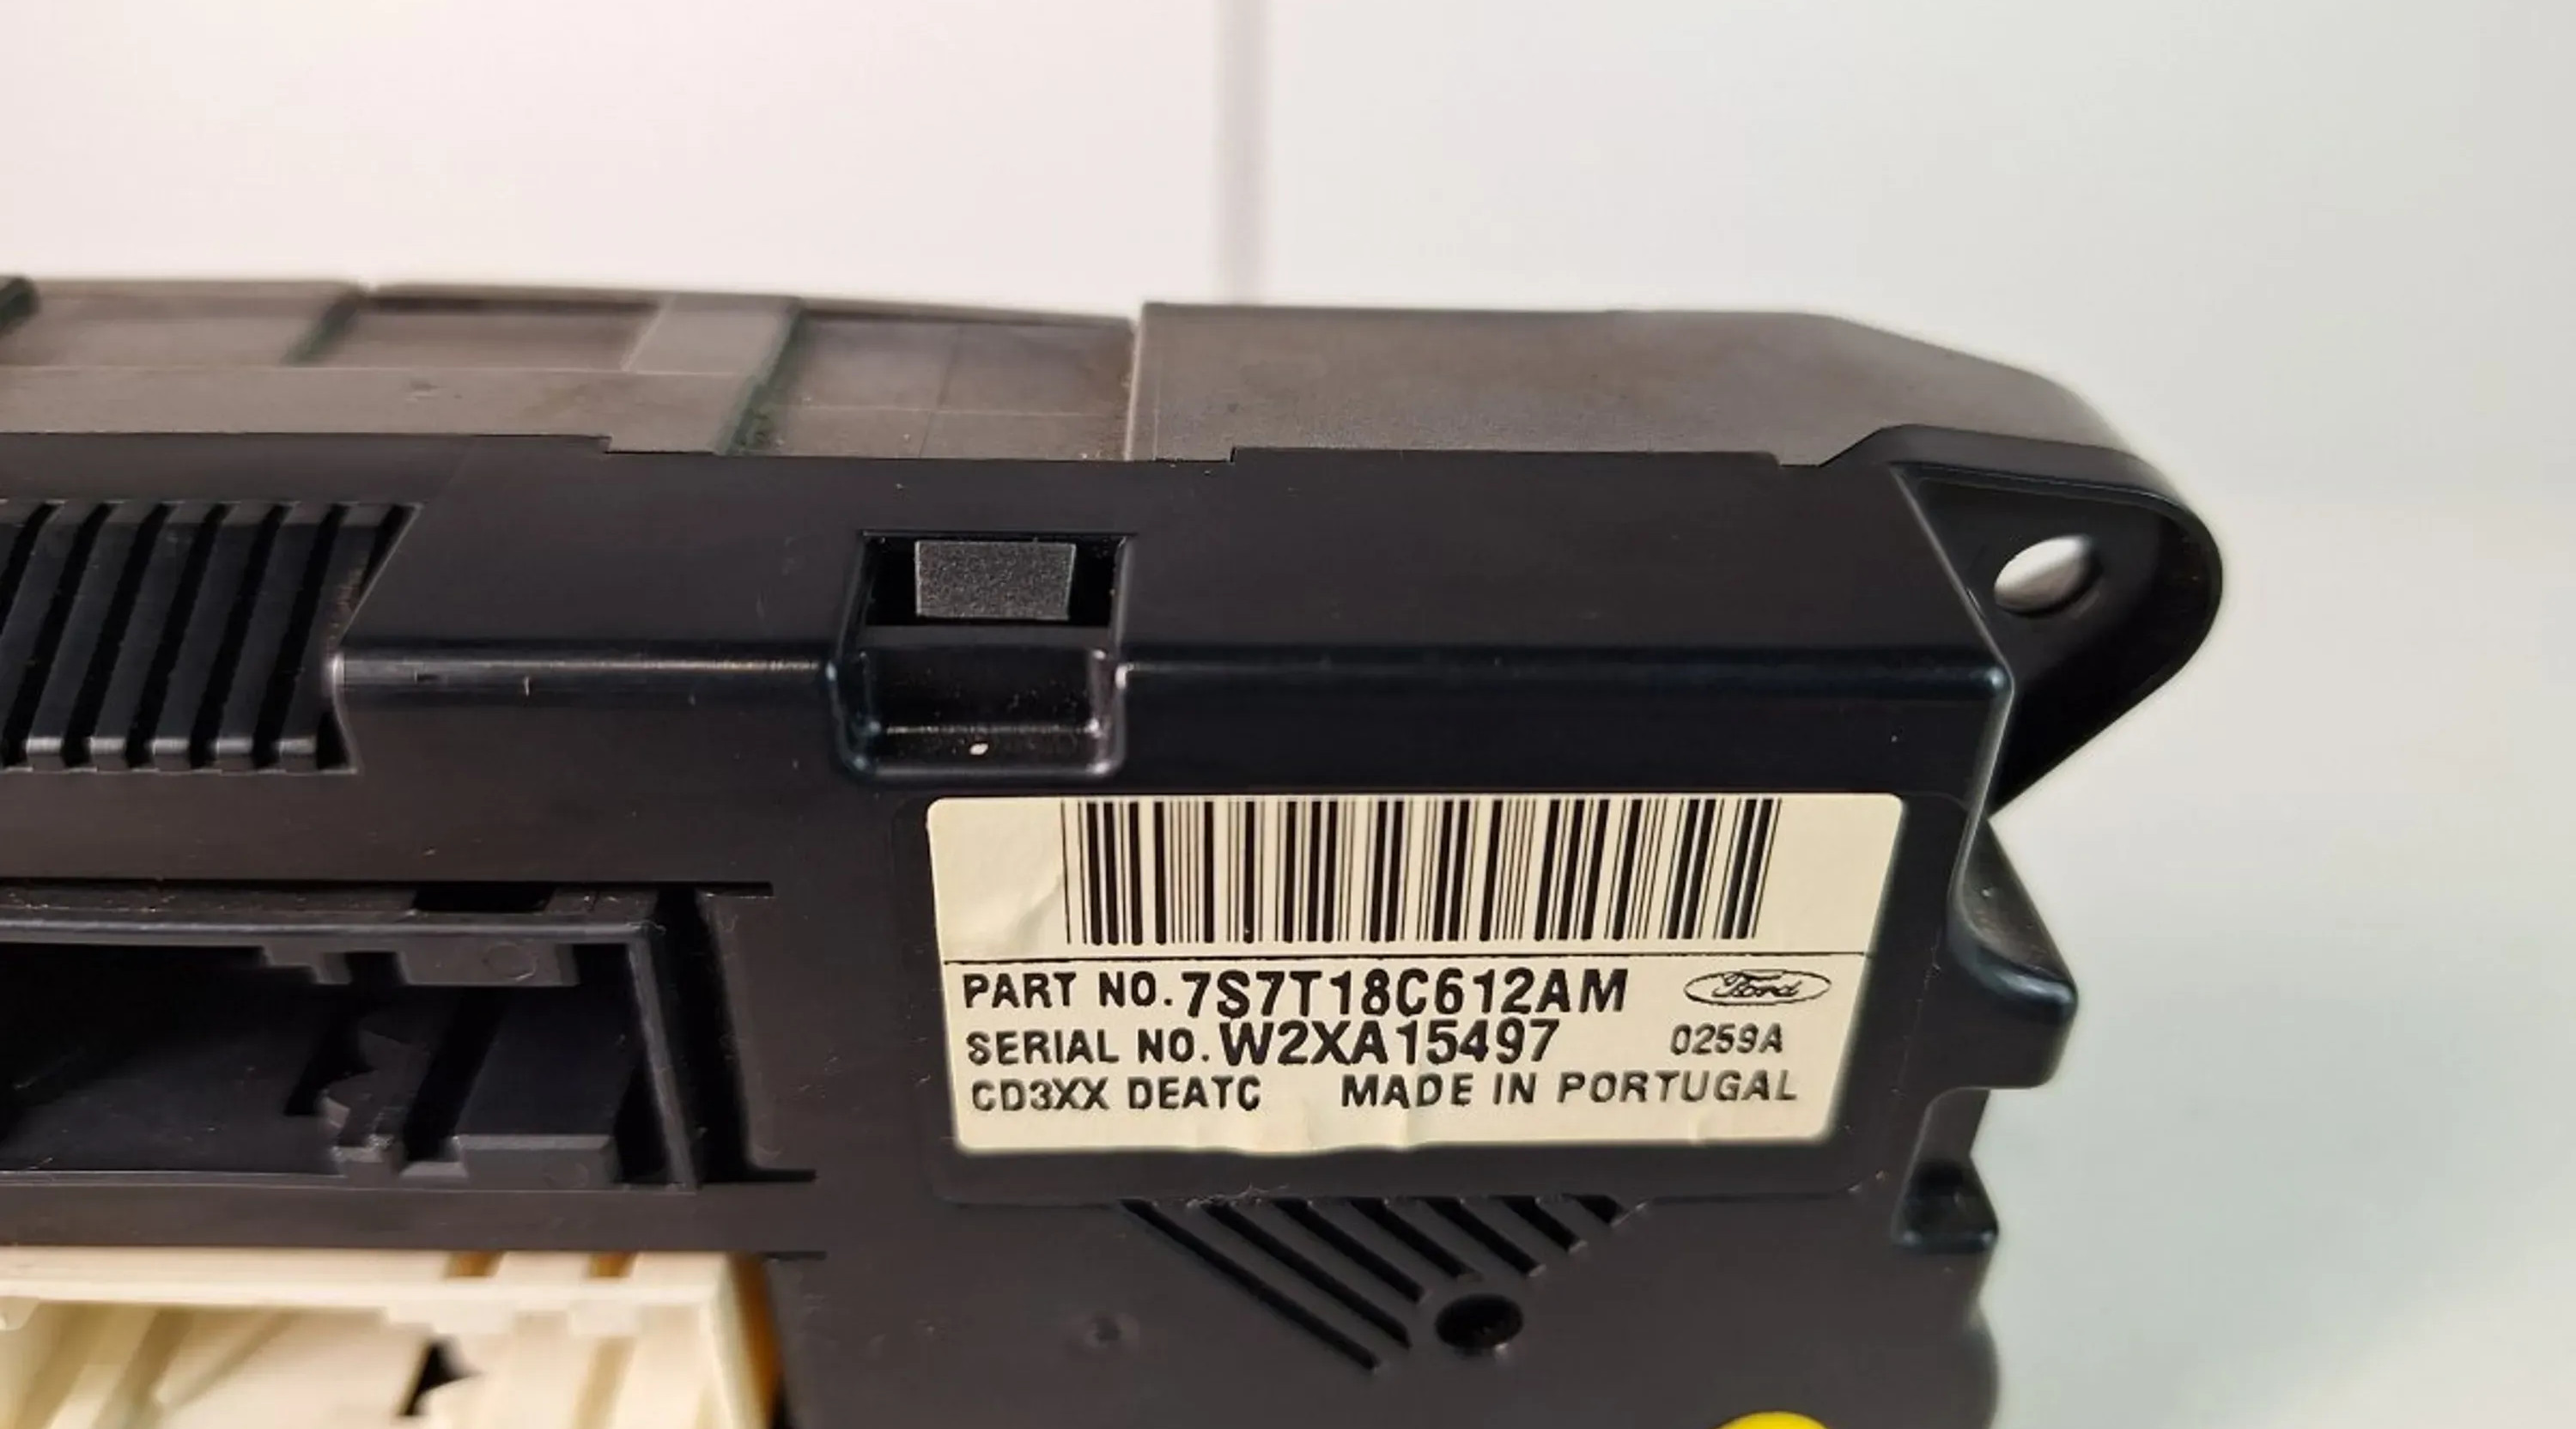 PART NO. 7S7T18C612AM Ford
SERIAL NO. W2XA15497 0259A
CD3XX DEATC MADE IN PORTUGAL